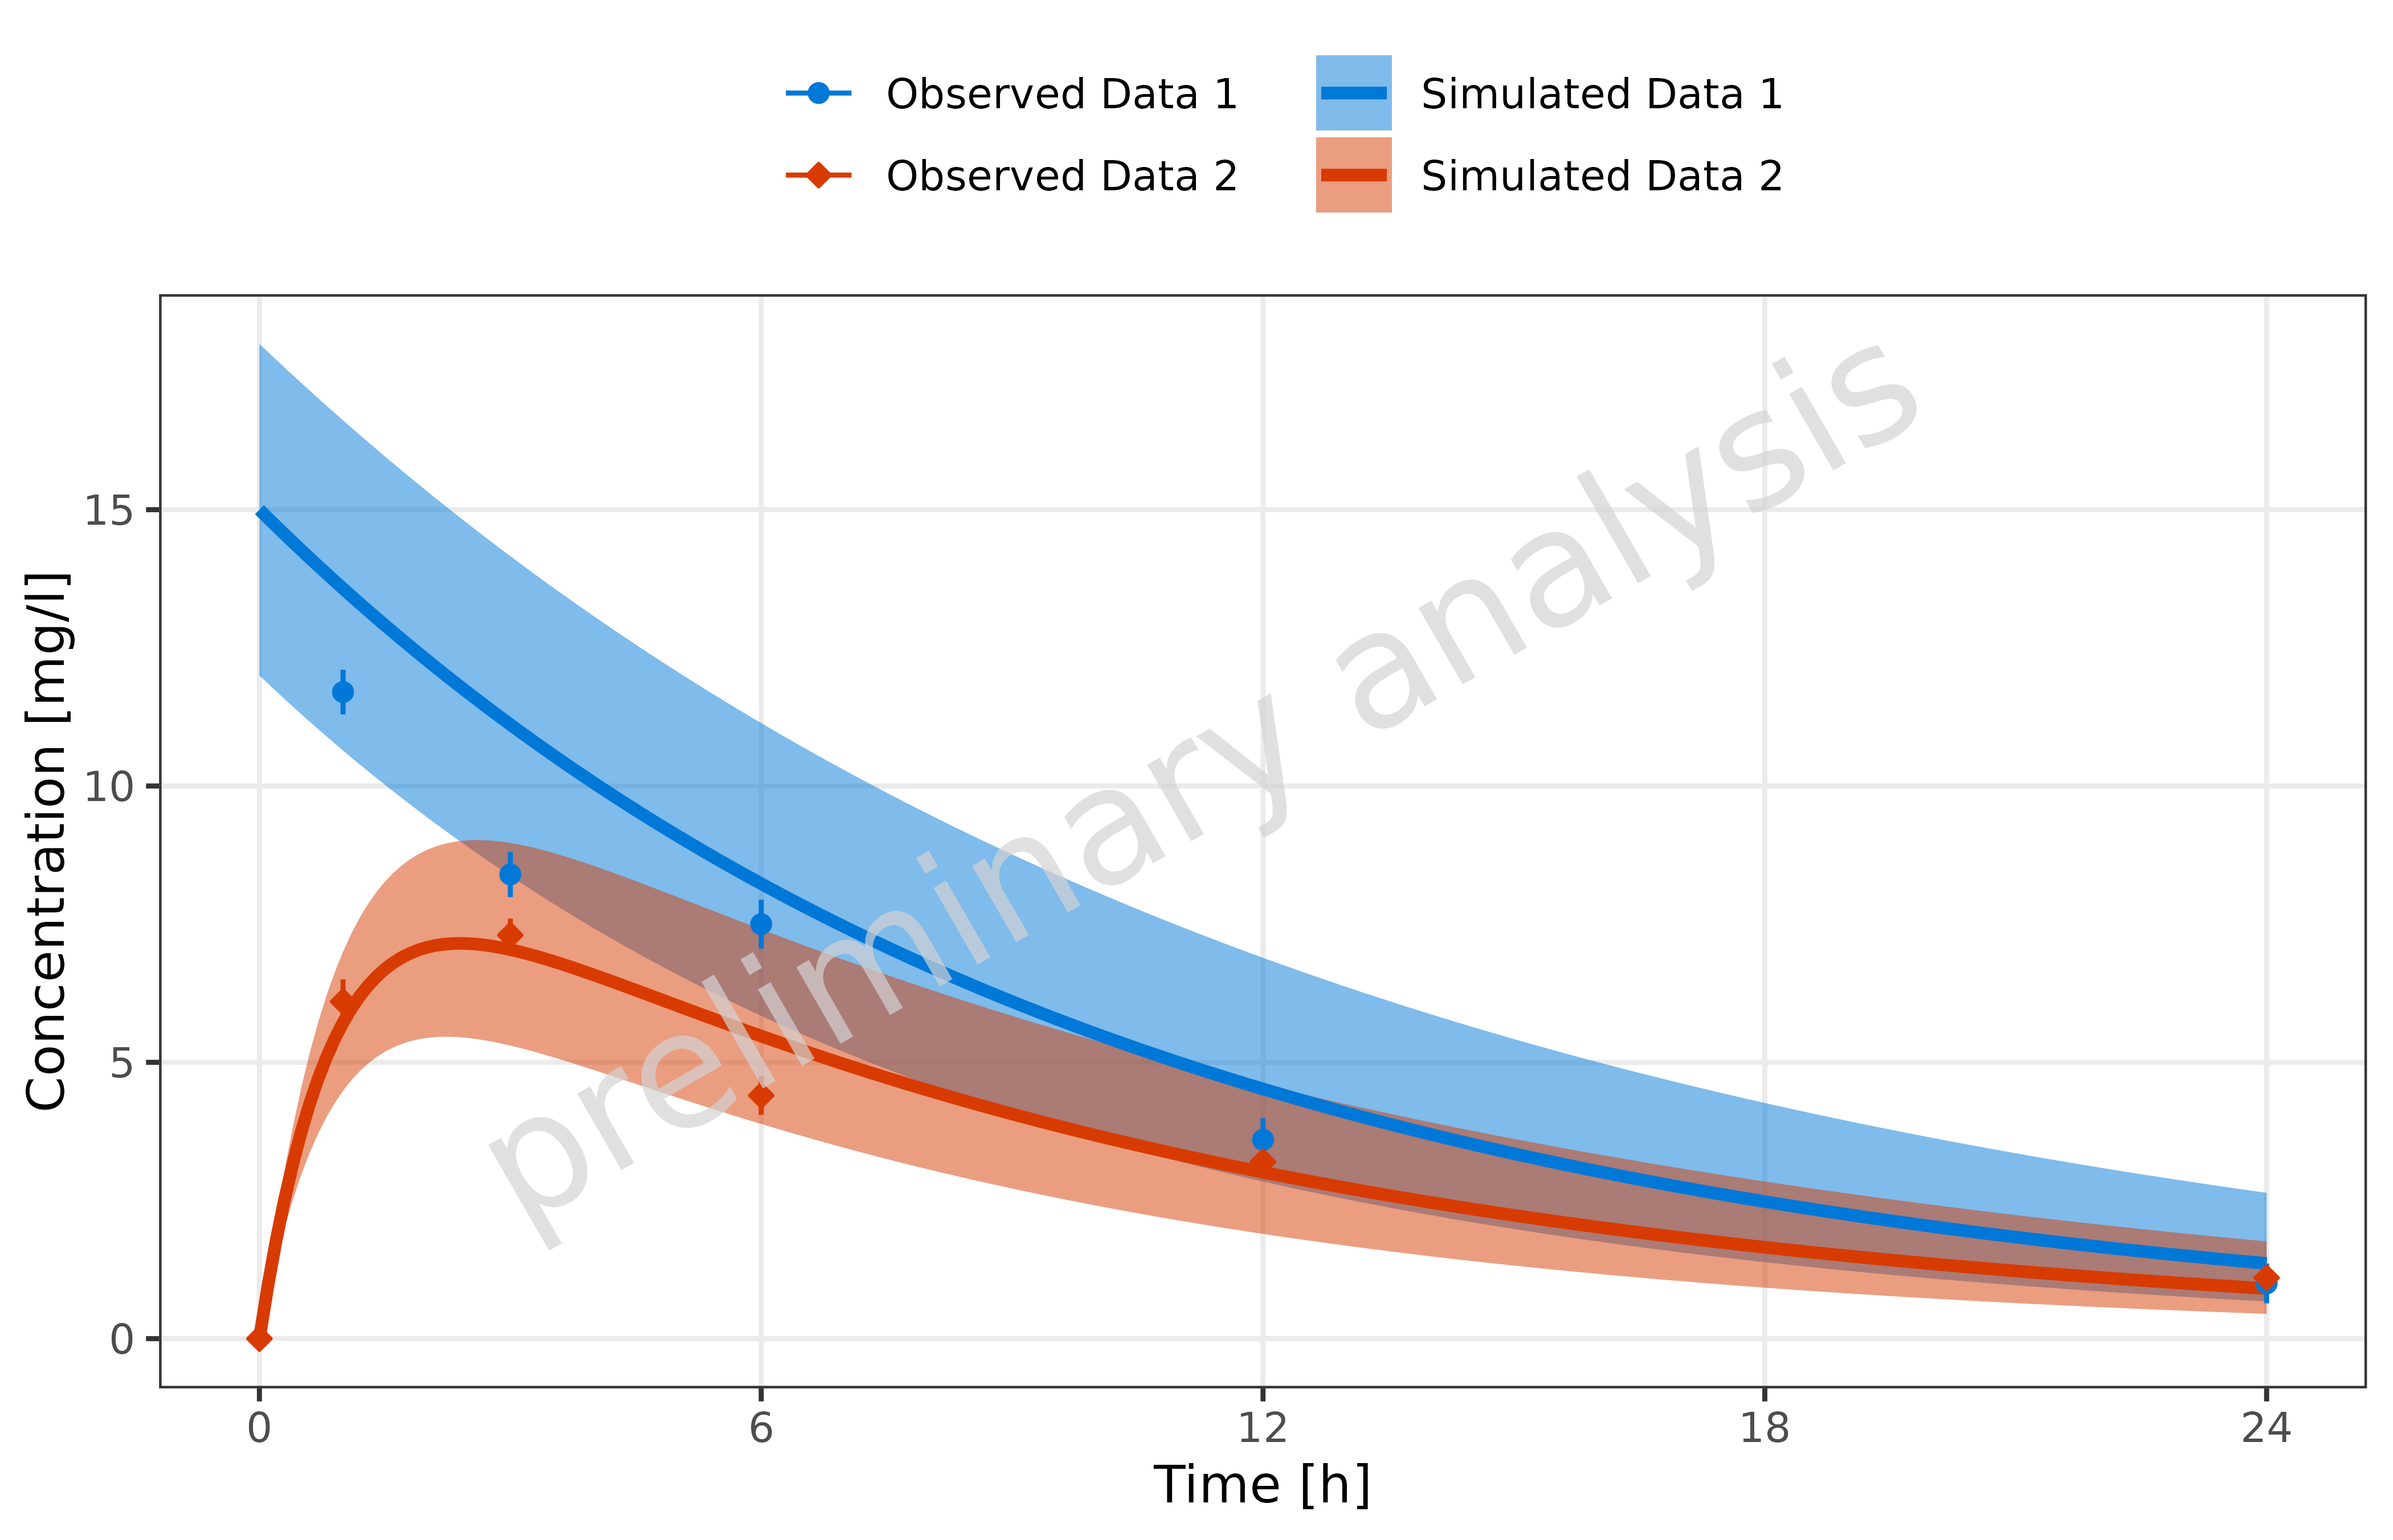 Observed Data 1
Simulated Data 1
Observed Data 2
Simulated Data 2
preliminary analysis
Concentration [mg/l]
15
10
5
0
0
6
12
18
24
Time [h]